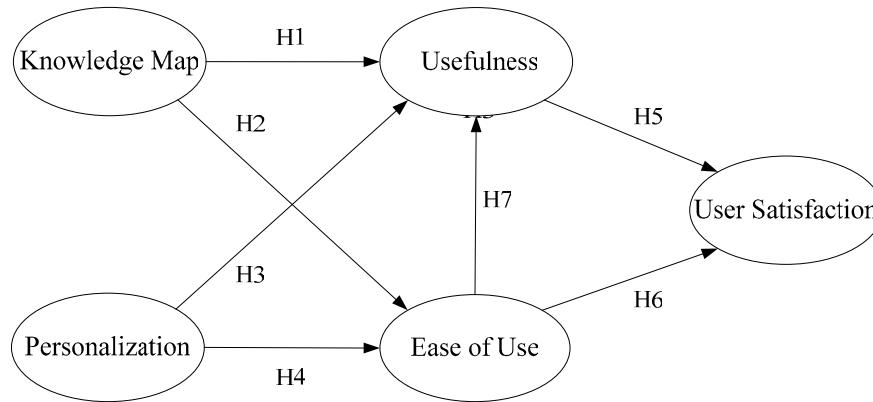 Knowledge Map
H1
Usefulness
H2
H5
H7
User Satisfaction
H3
H6
Personalization
H4
Ease of Use